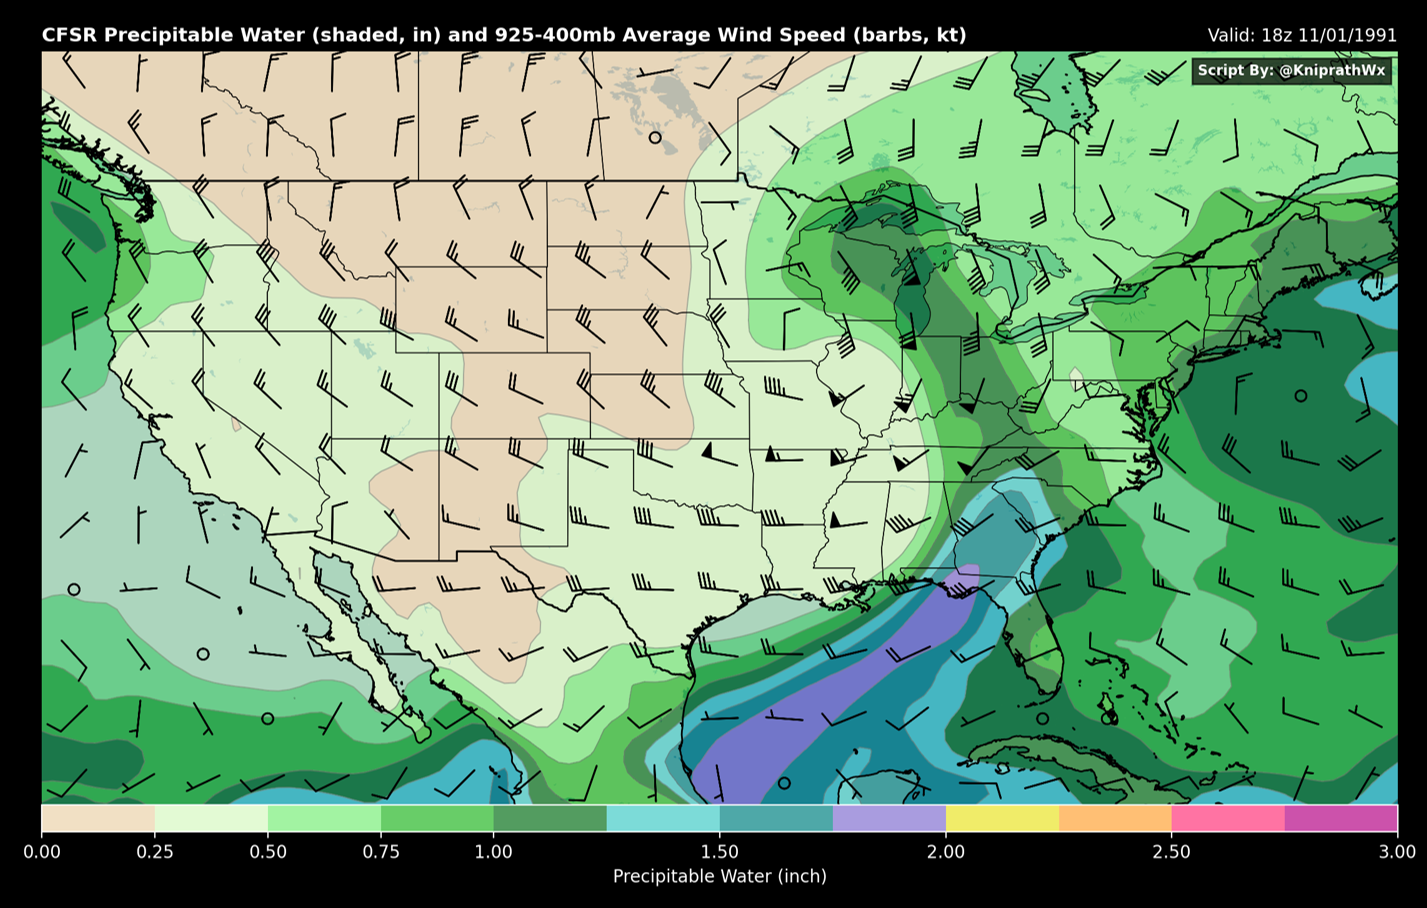 CFSR Precipitable Water (shaded, in) and 925-400mb Average Wind Speed (barbs, kt)
Valid: 18z 11/01/1991
Script By: @KniprathWx
0.00 0.25 0.50 0.75 1.00 1.50 2.00 2.50 3.00
Precipitable Water (inch)